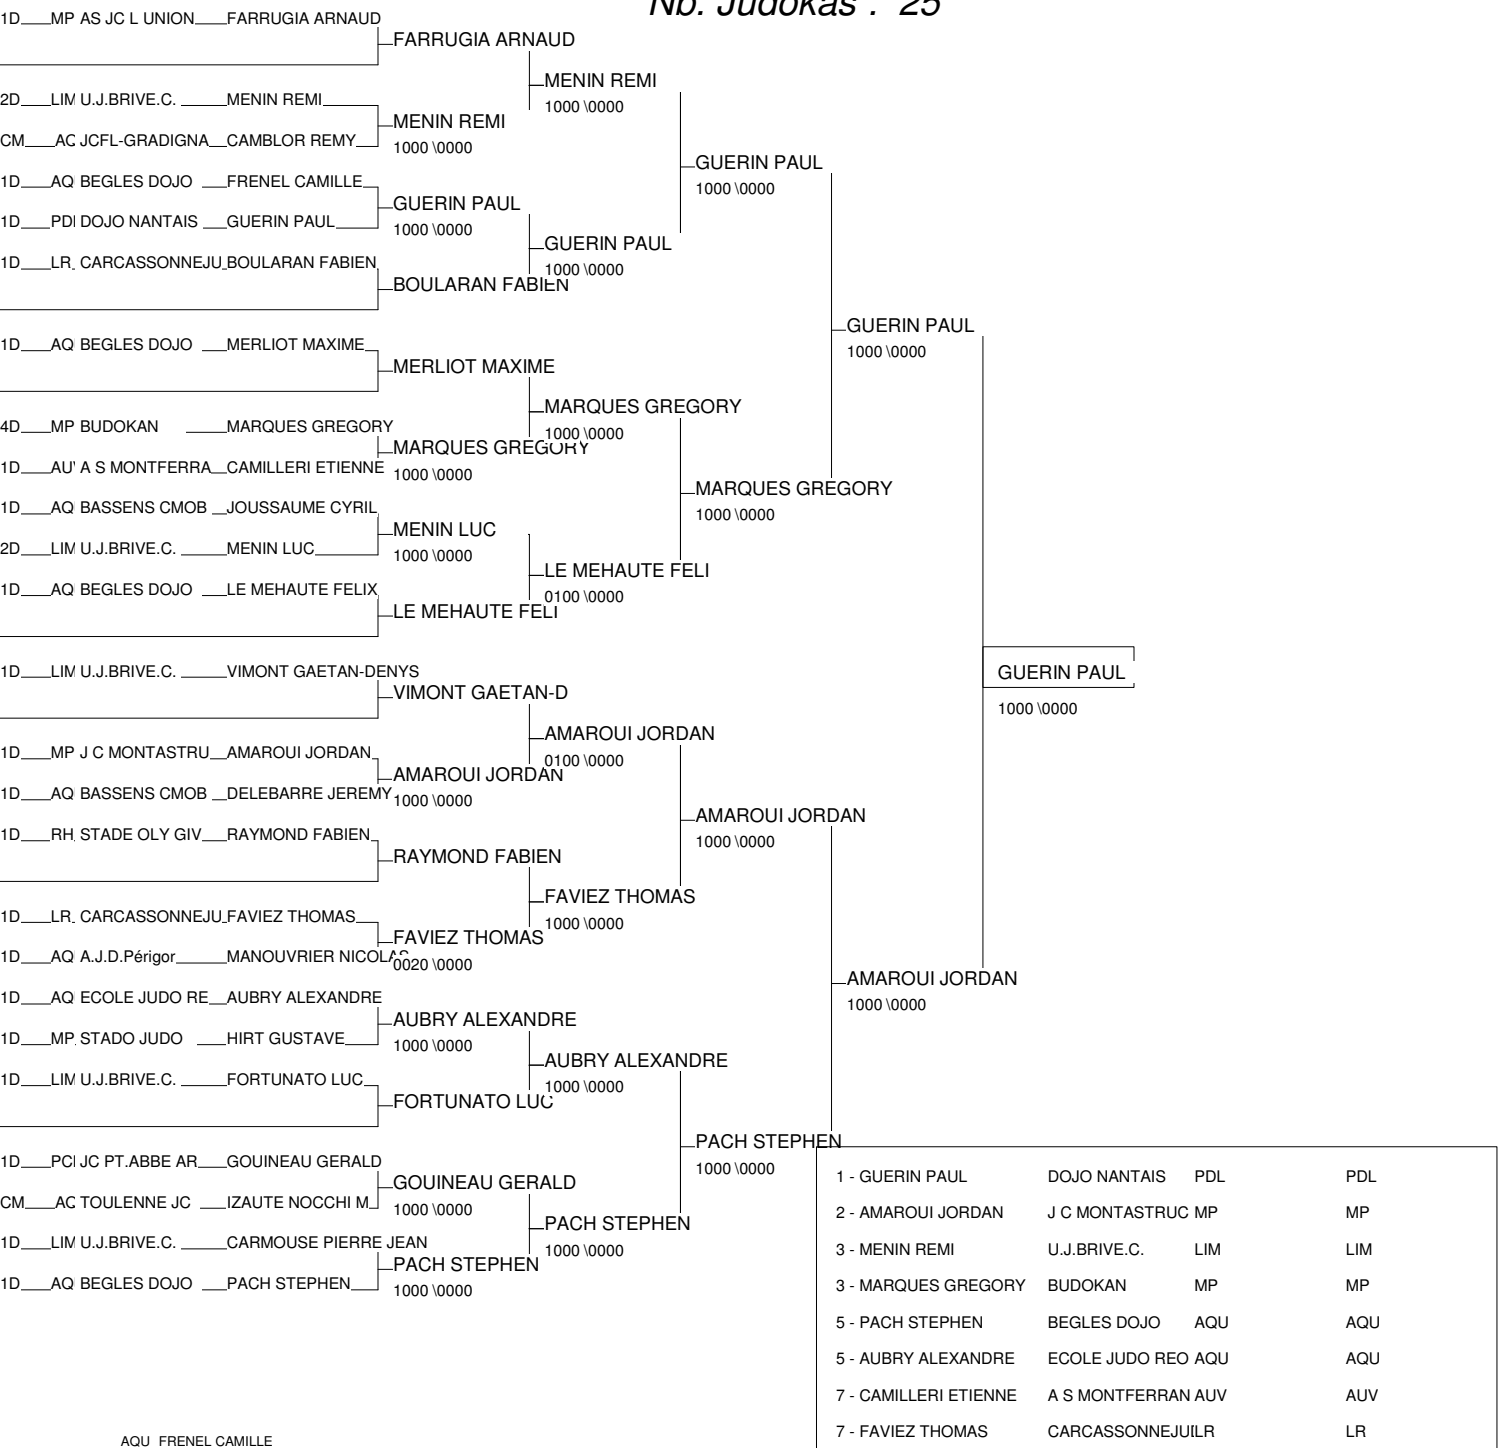 Nb. Judokas : 25
1D MP AS JC L UNION FARRUGIA ARNAUD
FARRUGIA ARNAUD
MENIN REMI
1000 \0000
2D LIM U.J.BRIVE.C. MENIN REMI
MENIN REMI
1000 \0000
CM AQ JCFL-GRADIGNA CAMBLOR REMY
GUERIN PAUL
1000 \0000
1D AQ BEGLES DOJO FRENEL CAMILLE
GUERIN PAUL
1000 \0000
1D PDL DOJO NANTAIS GUERIN PAUL
GUERIN PAUL
1000 \0000
1D LR CARCASSONNEJU BOULARAN FABIEN
BOULARAN FABIEN
GUERIN PAUL
1000 \0000
1D AQ BEGLES DOJO MERLIOT MAXIME
MERLIOT MAXIME
MARQUES GREGORY
1000 \0000
4D MP BUDOKAN MARQUES GREGORY
MARQUES GREGORY
1000 \0000
1D AU A S MONTFERRA CAMILLERI ETIENNE
MARQUES GREGORY
1000 \0000
1D AQ BASSENS CMOB JOUSSAUME CYRIL
MENIN LUC
1000 \0000
2D LIM U.J.BRIVE.C. MENIN LUC
LE MEHAUTE FELI
0100 \0000
1D AQ BEGLES DOJO LE MEHAUTE FELIX
LE MEHAUTE FELI
GUERIN PAUL
1000 \0000
1D LIM U.J.BRIVE.C. VIMONT GAETAN-DENYS
VIMONT GAETAN-D
AMAROUI JORDAN
0100 \0000
1D MP J C MONTASTRU AMAROUI JORDAN
AMAROUI JORDAN
1000 \0000
1D AQ BASSENS CMOB DELEBARRE JEREMY
AMAROUI JORDAN
1000 \0000
1D RH STADE OLY GIV RAYMOND FABIEN
RAYMOND FABIEN
FAVIEZ THOMAS
1000 \0000
1D LR CARCASSONNEJU FAVIEZ THOMAS
FAVIEZ THOMAS
0020 \0000
1D AQ A.J.D.Périgor MANOUVRIER NICOLAS
AMAROUI JORDAN
1000 \0000
1D AQ ECOLE JUDO RE AUBRY ALEXANDRE
AUBRY ALEXANDRE
1000 \0000
1D MP STADO JUDO HIRT GUSTAVE
AUBRY ALEXANDRE
1000 \0000
1D LIM U.J.BRIVE.C. FORTUNATO LUC
FORTUNATO LUC
PACH STEPHEN
1000 \0000
1D PC JC PT.ABBE AR GOUINEAU GERALD
GOUINEAU GERALD
1000 \0000
CM AQ TOULENNE JC IZAUTE NOCCHI M
PACH STEPHEN
1000 \0000
1D LIM U.J.BRIVE.C. CARMOUSE PIERRE JEAN
PACH STEPHEN
1000 \0000
1D AQ BEGLES DOJO PACH STEPHEN
1 - GUERIN PAUL DOJO NANTAIS PDL PDL
2 - AMAROUI JORDAN J C MONTASTRUC MP MP
3 - MENIN REMI U.J.BRIVE.C. LIM LIM
3 - MARQUES GREGORY BUDOKAN MP MP
5 - PACH STEPHEN BEGLES DOJO AQU AQU
5 - AUBRY ALEXANDRE ECOLE JUDO REO AQU AQU
7 - CAMILLERI ETIENNE A S MONTFERRAN AUV AUV
7 - FAVIEZ THOMAS CARCASSONNEJUI LR LR
AQU FRENEL CAMILLE